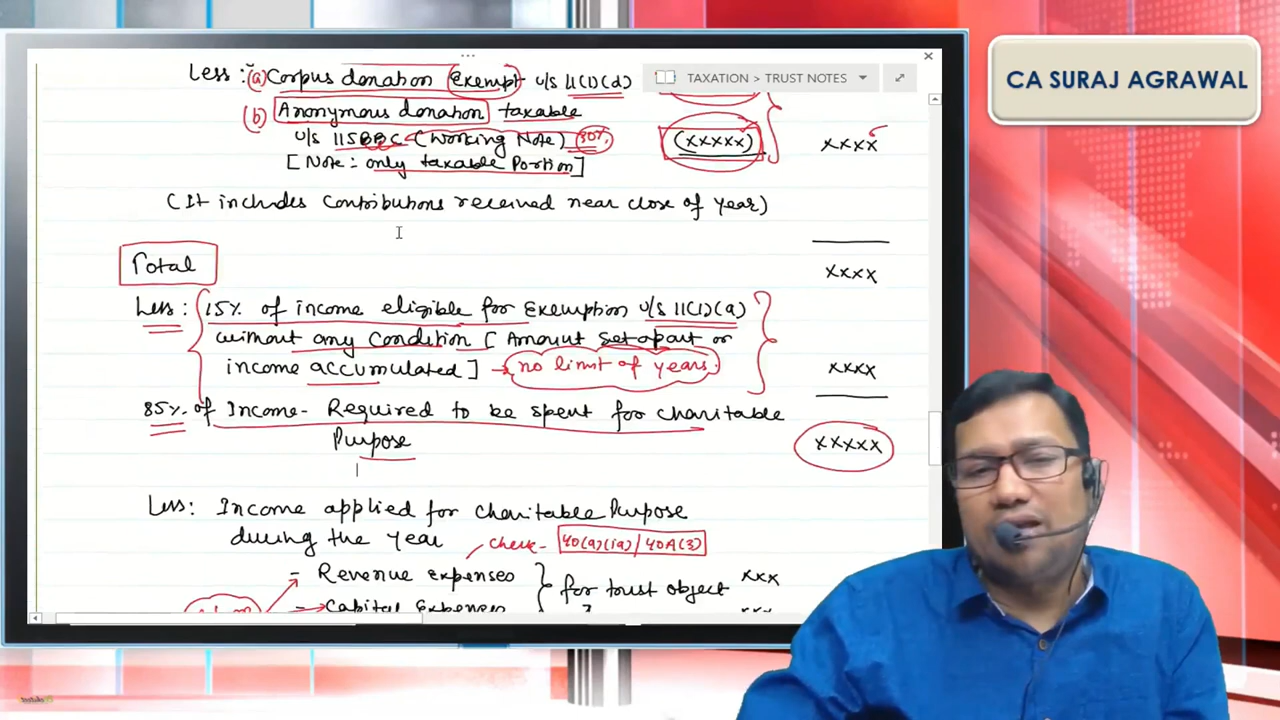 TAXATION > TRUST NOTES
CA SURAJ AGRAWAL
Less :- (a) Corpus donation Exempt u/s 11(1)(d)
(b) Anonymous donation taxable
u/s 115BBC (Working Note) 30%
(xxxxx) xxxx
[Note: only taxable Portion]
(It includes Contributions received near close of year)
Total xxxx
Less: 15% of income eligible for Exemption u/s 11(1)(a)
without any Condition [Amount setapart or
income accumulated] → no limit of years. xxxx
85% of Income - Required to be spent for charitable
Purpose xxxxx
Less: Income applied for charitable Purpose
during the year check- 40(a)(ia)/40A(3)
- Revenue expenses } for trust object xxx
- Capital Expenses